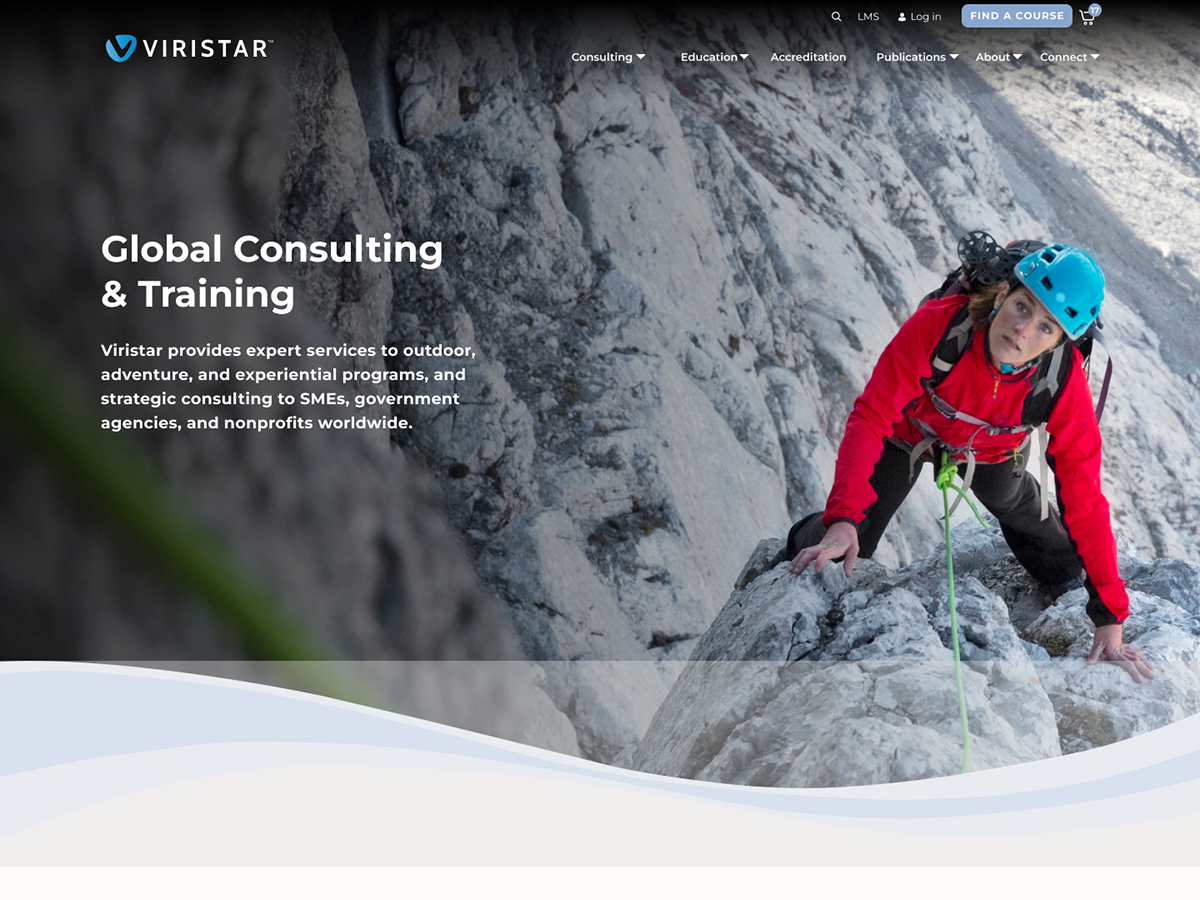 LMS
Log in
FIND A COURSE
17
VIRISTAR™
Consulting
Education
Accreditation
Publications
About
Connect
Global Consulting
& Training
Viristar provides expert services to outdoor,
adventure, and experiential programs, and
strategic consulting to SMEs, government
agencies, and nonprofits worldwide.